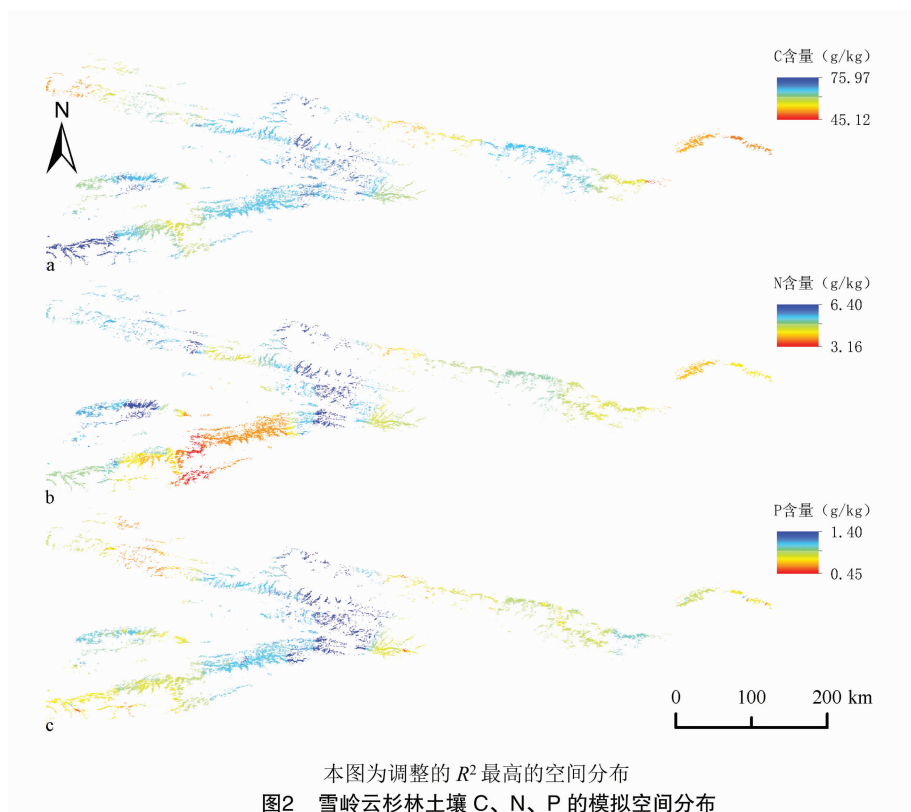 C含量（g/kg）
75.97
45.12
N
a
N含量（g/kg）
6.40
3.16
b
P含量（g/kg）
1.40
0.45
c
0 100 200 km
本图为调整的 R² 最高的空间分布
图2 雪岭云杉林土壤 C、N、P 的模拟空间分布